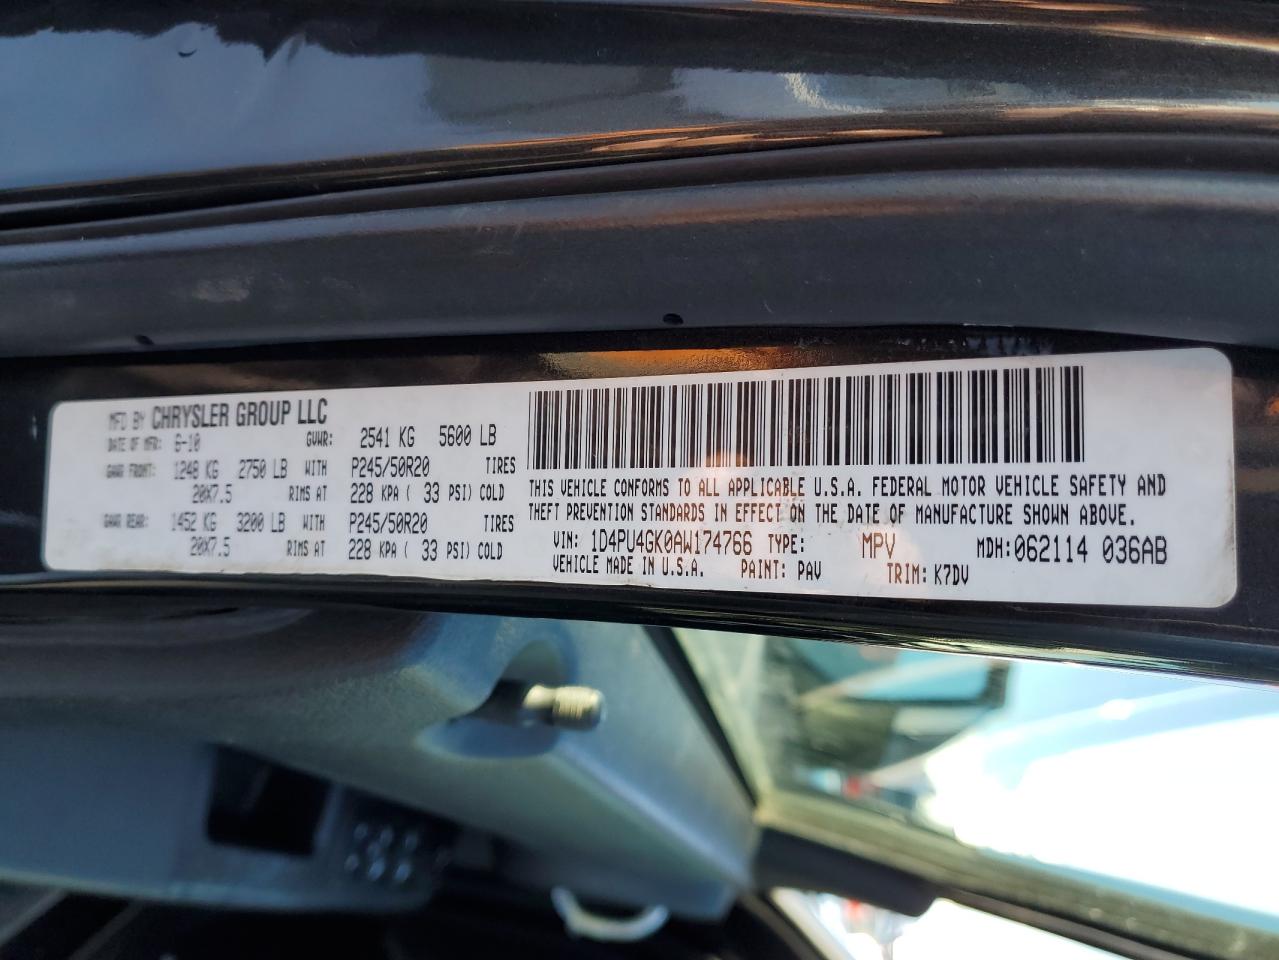 MFD BY CHRYSLER GROUP LLC
DATE OF MFR: 6-10 GVWR: 2541 KG 5600 LB
GAWR FRONT: 1248 KG 2750 LB WITH P245/50R20 TIRES
20X7.5 RIMS AT 228 KPA ( 33 PSI) COLD
GAWR REAR: 1452 KG 3200 LB WITH P245/50R20 TIRES
20X7.5 RIMS AT 228 KPA ( 33 PSI) COLD
THIS VEHICLE CONFORMS TO ALL APPLICABLE U.S.A. FEDERAL MOTOR VEHICLE SAFETY AND
THEFT PREVENTION STANDARDS IN EFFECT ON THE DATE OF MANUFACTURE SHOWN ABOVE.
VIN: 1D4PU4GK0AW174766 TYPE: MPV MDH: 062114 036AB
VEHICLE MADE IN U.S.A. PAINT: PAV TRIM: K7DV